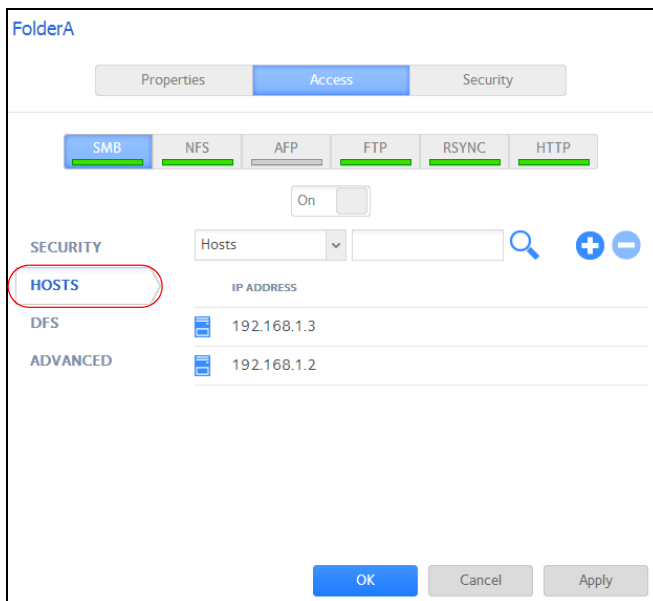 FolderA
Properties Access Security
SMB NFS AFP FTP RSYNC HTTP
On
SECURITY Hosts
HOSTS IP ADDRESS
DFS 192.168.1.3
ADVANCED 192.168.1.2
OK Cancel Apply